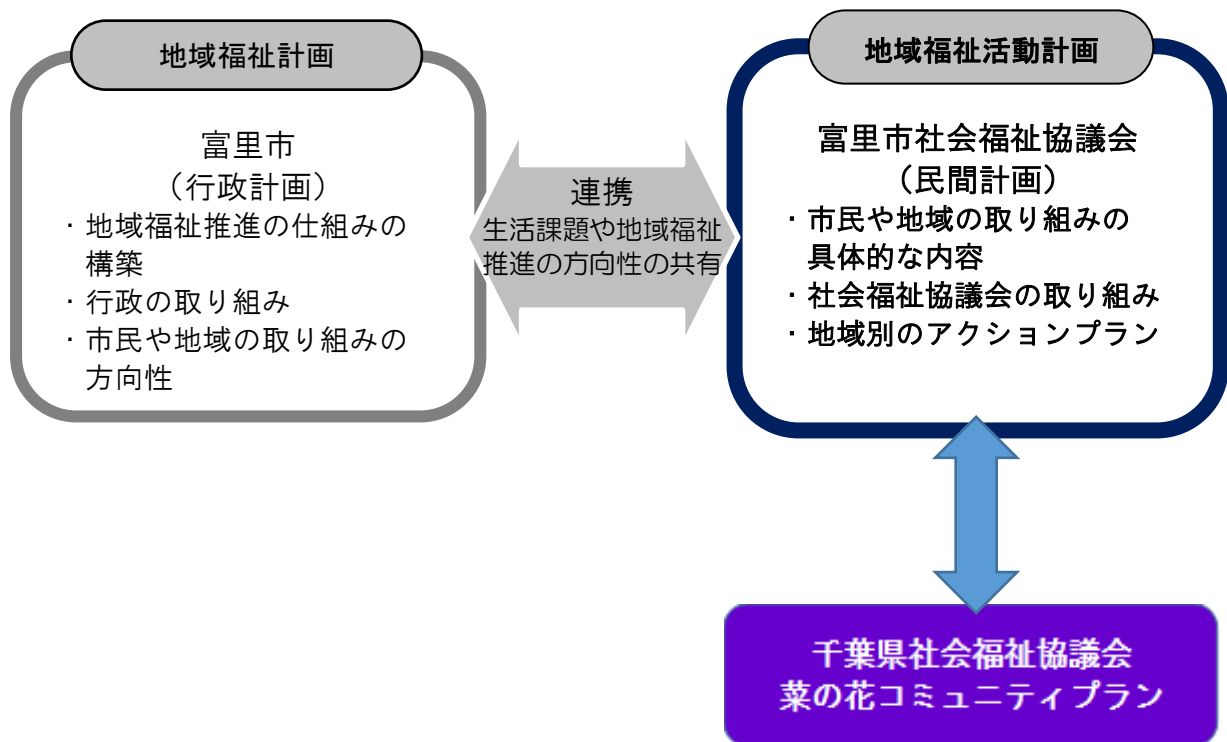 地域福祉計画
富里市
（行政計画）
・地域福祉推進の仕組みの
構築
・行政の取り組み
・市民や地域の取り組みの
方向性
連携
生活課題や地域福祉
推進の方向性の共有
地域福祉活動計画
富里市社会福祉協議会
（民間計画）
・市民や地域の取り組みの
具体的な内容
・社会福祉協議会の取り組み
・地域別のアクションプラン
千葉県社会福祉協議会
菜の花コミュニティプラン